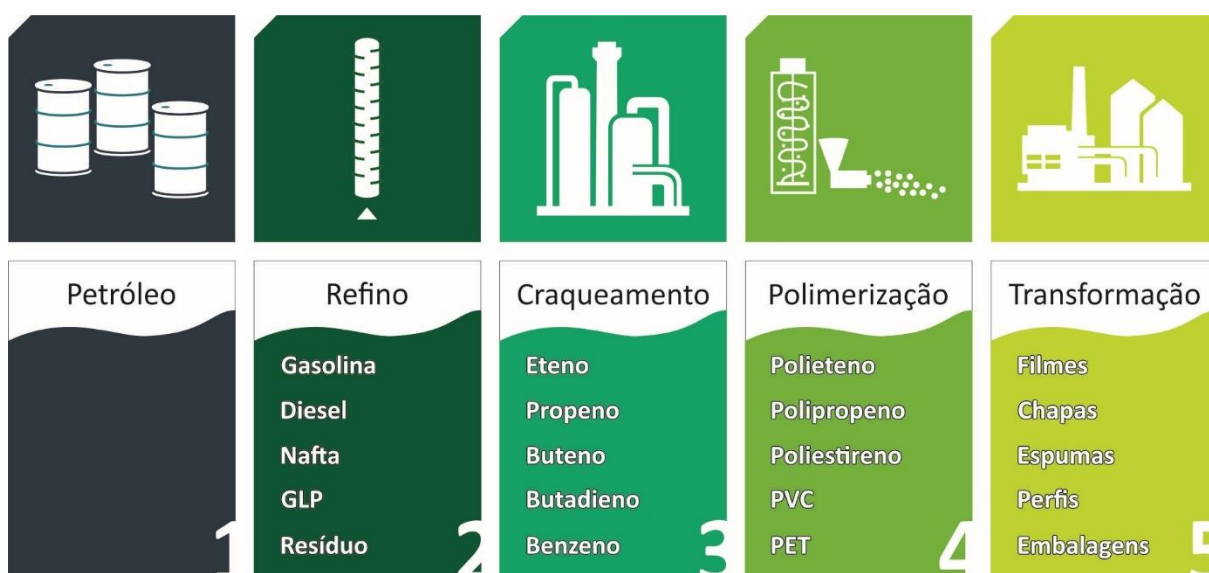 Petróleo
1
Refino
Gasolina
Diesel
Nafta
GLP
Resíduo
2
Craqueamento
Eteno
Propeno
Buteno
Butadieno
Benzeno
3
Polimerização
Polieteno
Polipropeno
Poliestireno
PVC
PET
4
Transformação
Filmes
Chapas
Espumas
Perfis
Embalagens
5